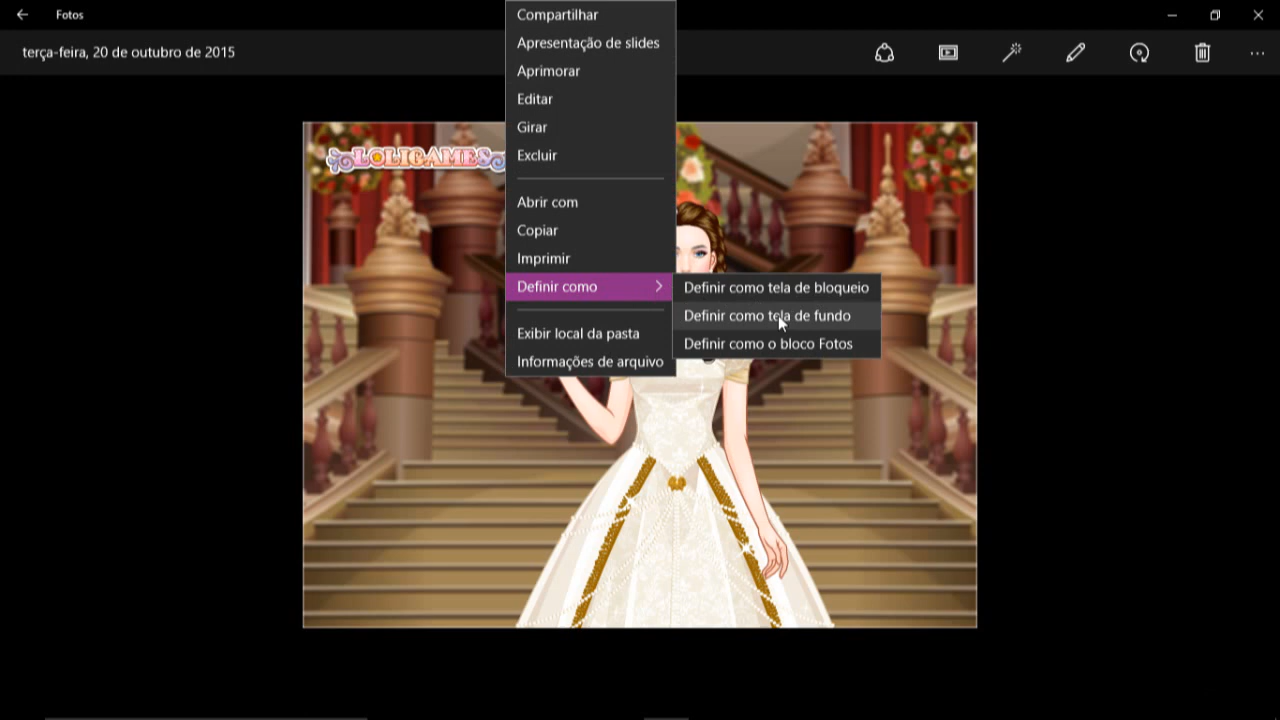 Fotos
terça-feira, 20 de outubro de 2015
Compartilhar
Apresentação de slides
Aprimorar
Editar
Girar
Excluir
Abrir com
Copiar
Imprimir
Definir como
Exibir local da pasta
Informações de arquivo
Definir como tela de bloqueio
Definir como tela de fundo
Definir como o bloco Fotos
LOLIGAMES